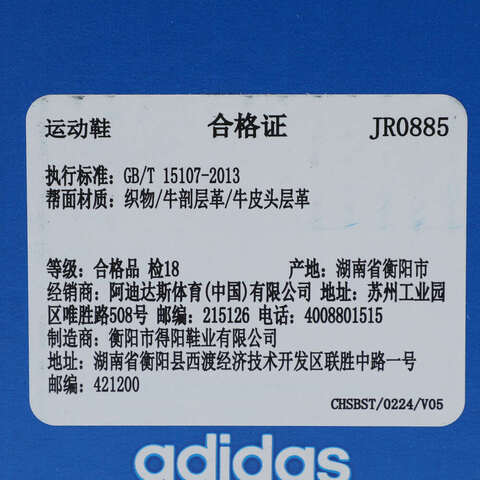 运动鞋 合格证 JR0885
执行标准: GB/T 15107-2013
帮面材质: 织物/牛剖层革/牛皮头层革
等级: 合格品 检18 产地: 湖南省衡阳市
经销商: 阿迪达斯体育(中国)有限公司 地址: 苏州工业园
区唯胜路508号 邮编: 215126 电话: 4008801515
制造商: 衡阳市得阳鞋业有限公司
地址: 湖南省衡阳县西渡经济技术开发区联胜中路一号
邮编: 421200
CHSBST/0224/V05
adidas